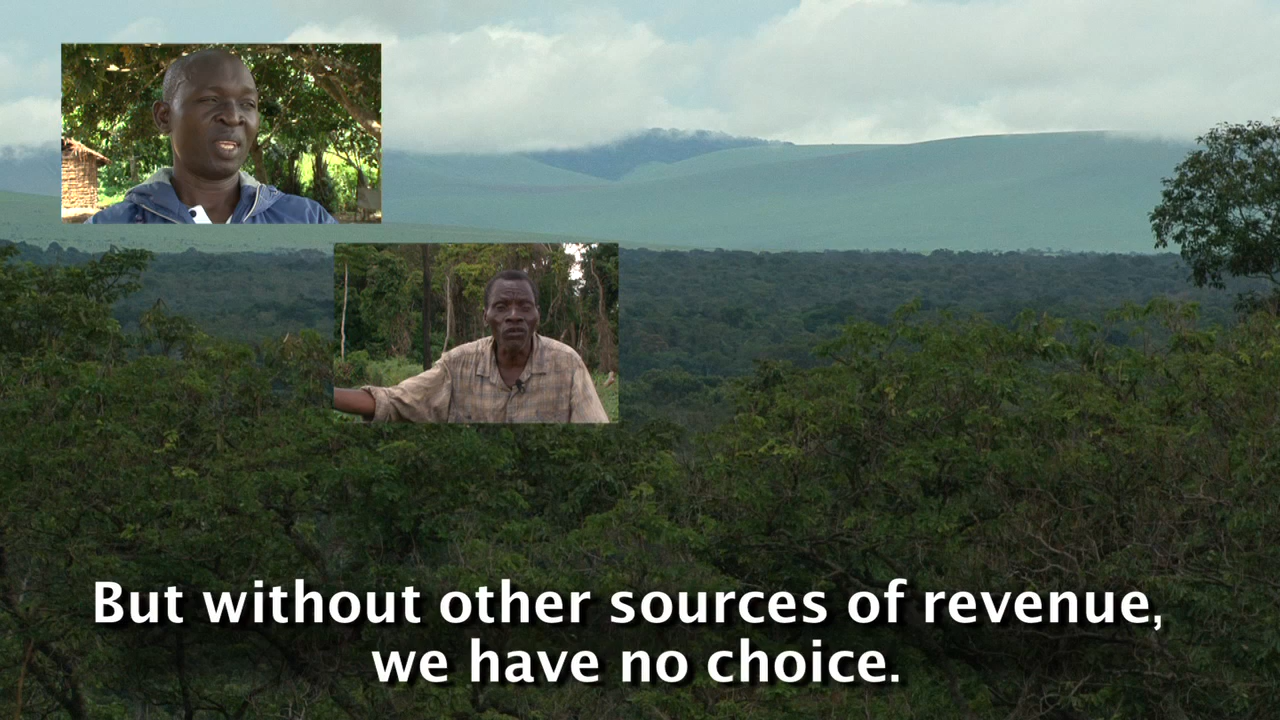 But without other sources of revenue,
we have no choice.